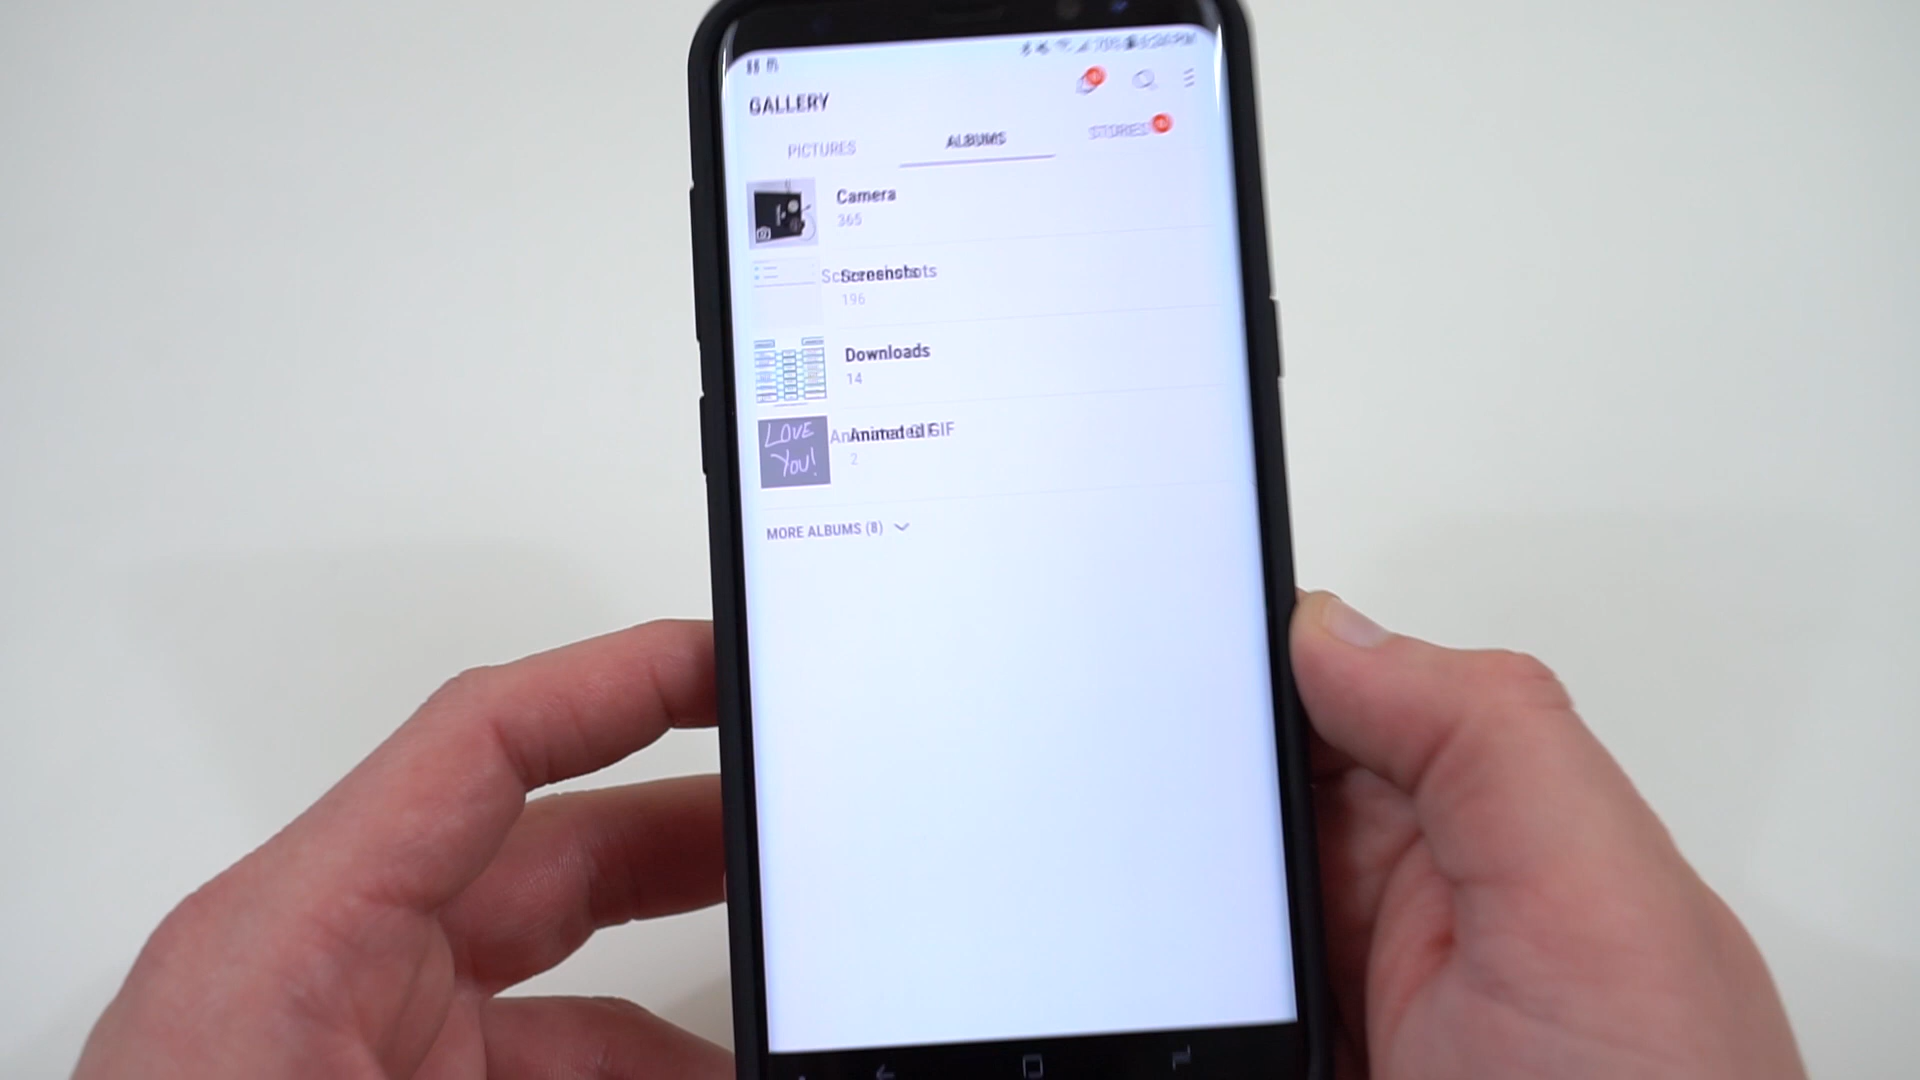 GALLERY
PICTURES
ALBUMS
STORIES
Camera
365
Screenshots
196
Downloads
14
LOVE
YOU!
Animated GIF
2
MORE ALBUMS (8)